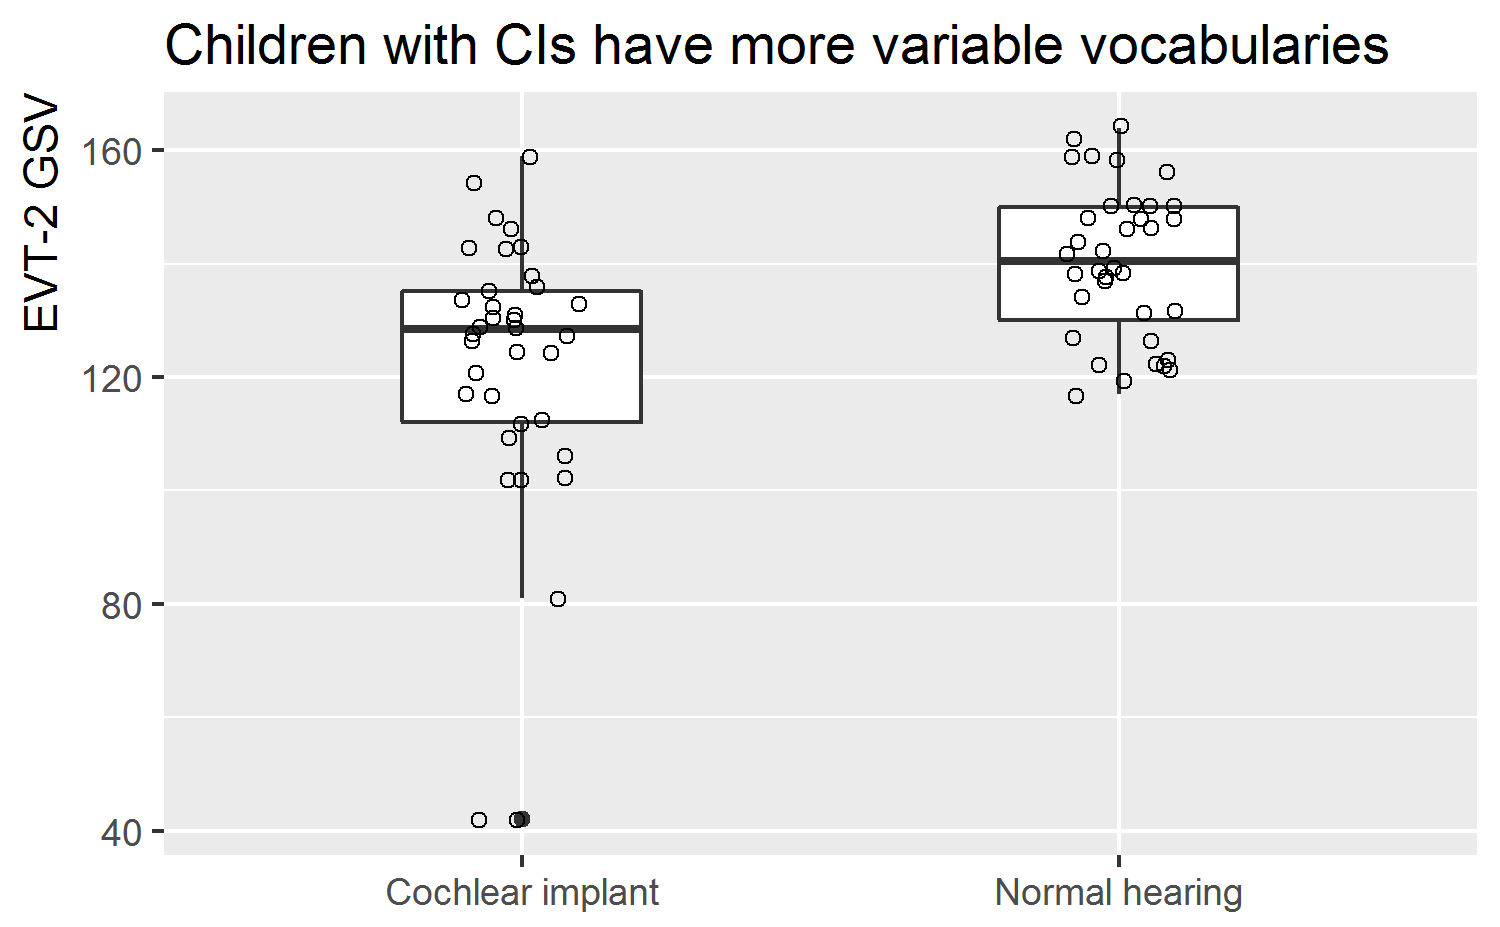 Children with CIs have more variable vocabularies
EVT-2 GSV
160
120
80
40
Cochlear implant
Normal hearing